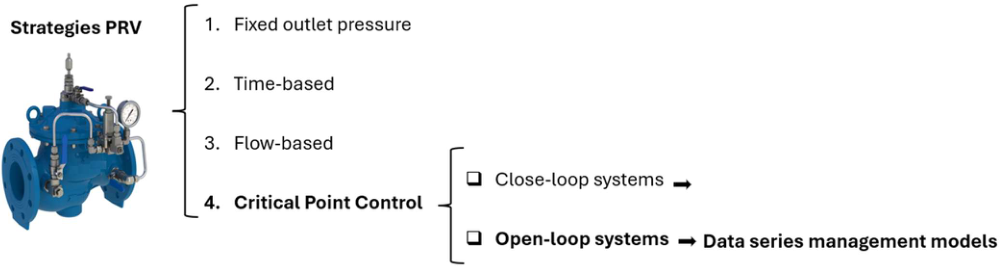 Strategies PRV
1. Fixed outlet pressure
2. Time-based
3. Flow-based
4. Critical Point Control
❑ Close-loop systems ➡
❑ Open-loop systems ➡ Data series management models